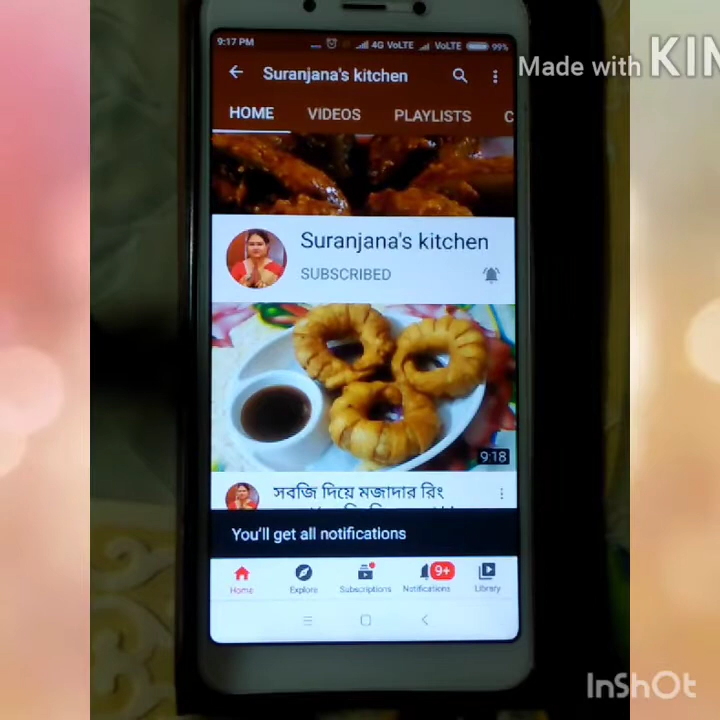 9:17 PM 4G VoLTE VoLTE 99%
Made with KIN
Suranjana's kitchen
HOME VIDEOS PLAYLISTS C
Suranjana's kitchen
SUBSCRIBED
9:18
সবজি দিয়ে মজাদার রিং
You'll get all notifications
9+
Home Explore Subscriptions Notifications Library
InShOt